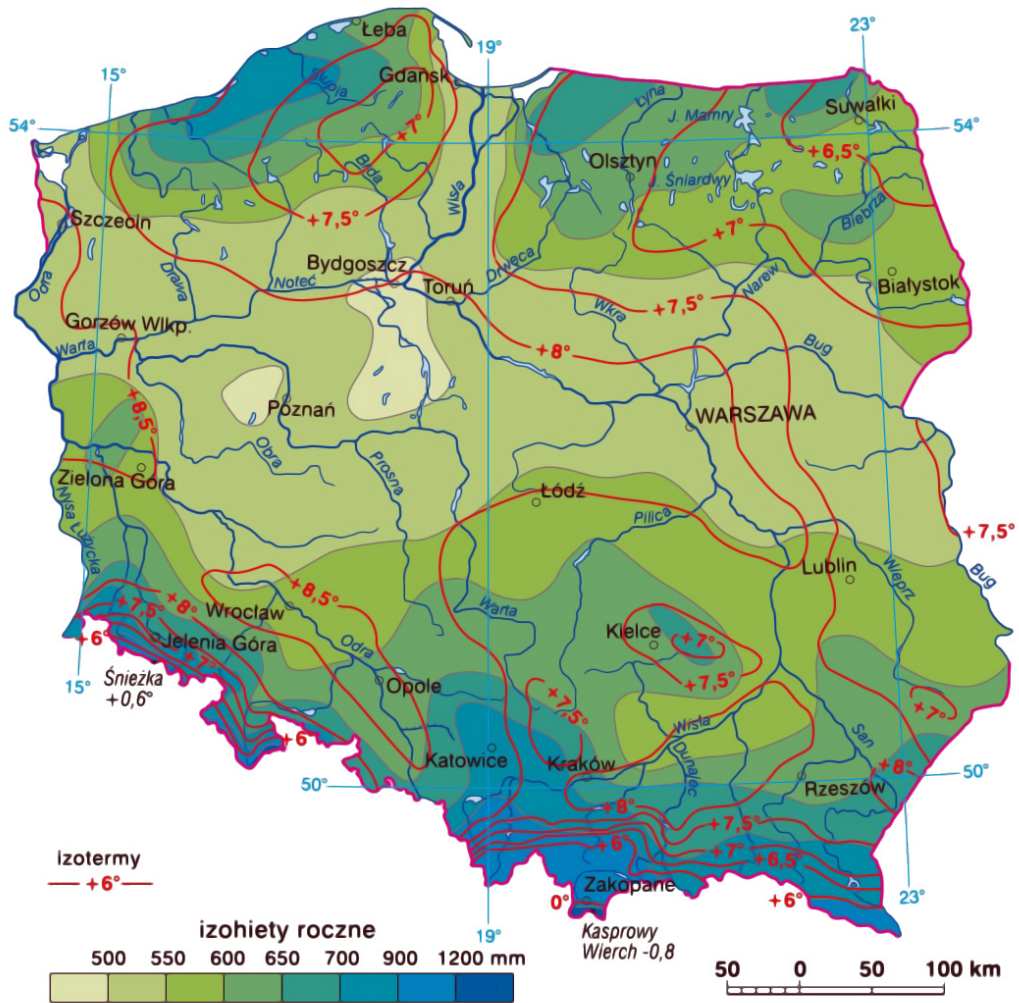 19°
23°
Łeba
15°
Słupia
Gdańsk
Łyna
J. Mamry
Suwałki
54°
+7°
54°
Olsztyn
+6,5°
J. Śniardwy
Brda
Wisła
Biebrza
Szczecin
+7,5°
+7°
Odra
Drawa
Bydgoszcz
Drwęca
Narew
Białystok
Noteć
Toruń
Wkra
+7,5°
Gorzów Wlkp.
Warta
+8°
Bug
+8,5°
Poznań
WARSZAWA
Obra
Prosna
Zielona Góra
Łódź
Nysa Łużycka
Pilica
+7,5°
Lublin
Wieprz
Bug
+8°
+8,5°
Wrocław
Warta
+7,5°
Kielce
+7°
+6°
Jelenia Góra
Odra
+7°
15°
Śnieżka
+0,6°
Opole
+7,5°
+7,5°
+7°
Wisła
San
+6°
Katowice
Kraków
Dunajec
+8°
50°
50°
Rzeszów
+8°
+7,5°
+6°
+7°
+6,5°
Izotermy
+6°
Zakopane
0°
+6°
23°
izohiety roczne
19°
Kasprowy
Wierch -0,8
500 550 600 650 700 900 1200 mm
50 0 50 100 km